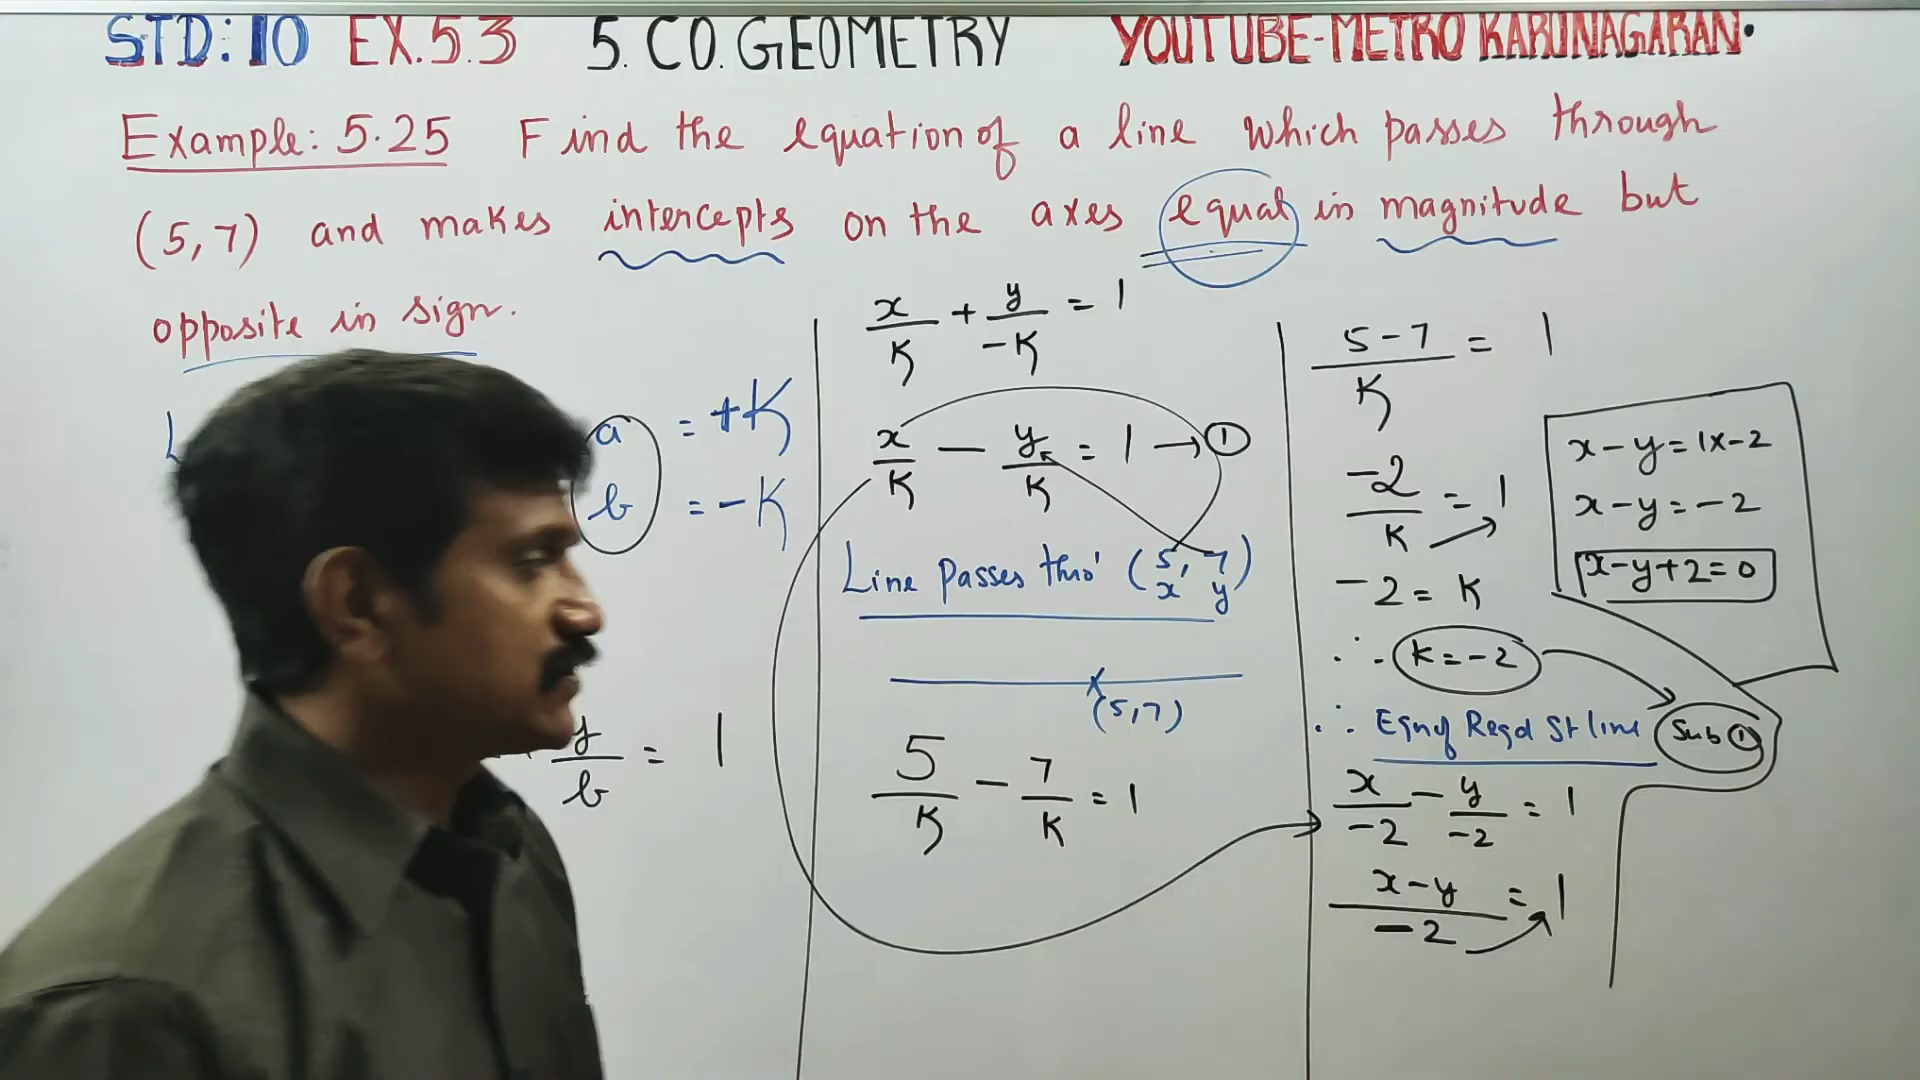 STD: 10 EX.5.3 5. CO. GEOMETRY YOUTUBE-METRO KARUNAGARAN.
Example: 5.25 Find the equation of a line which passes through
(5,7) and makes intercepts on the axes equal in magnitude but
opposite in sign.
L
a = +K
b = -K
y/b = 1
x/K + y/-K = 1
x/K - y/K = 1 → ①
Line passes thro' (5, 7)
x y
(5,7)
5/K - 7/K = 1
5-7/K = 1
-2/K = 1
-2 = K
∴ K = -2
∴ Eqn of Reqd St line Sub ①
x/-2 - y/-2 = 1
x-y/-2 = 1
x-y = 1x-2
x-y = -2
x-y+2=0